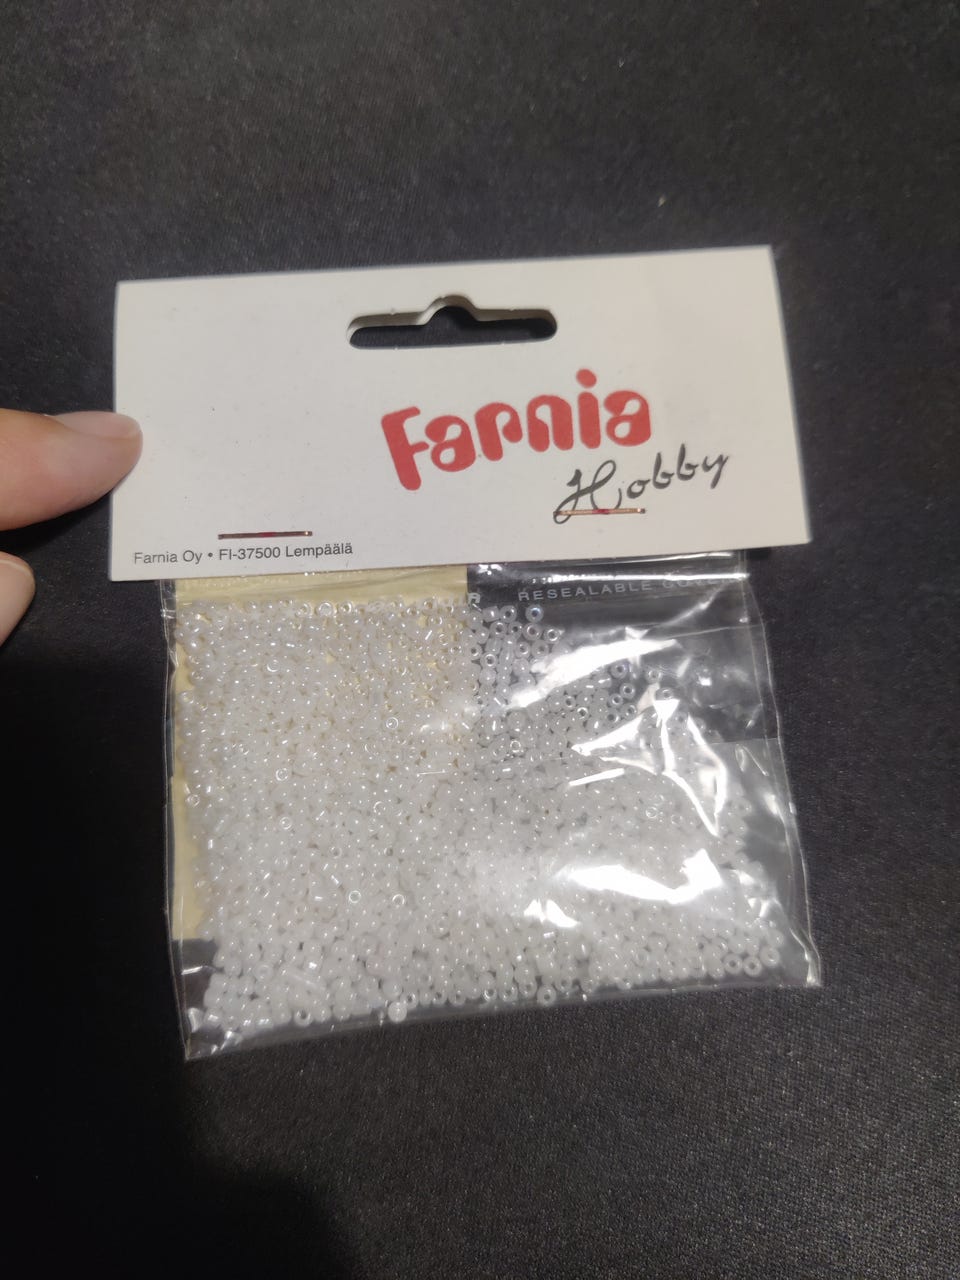 Farnia
Hobby
Farnia Oy • FI-37500 Lempäälä
RESEALABLE